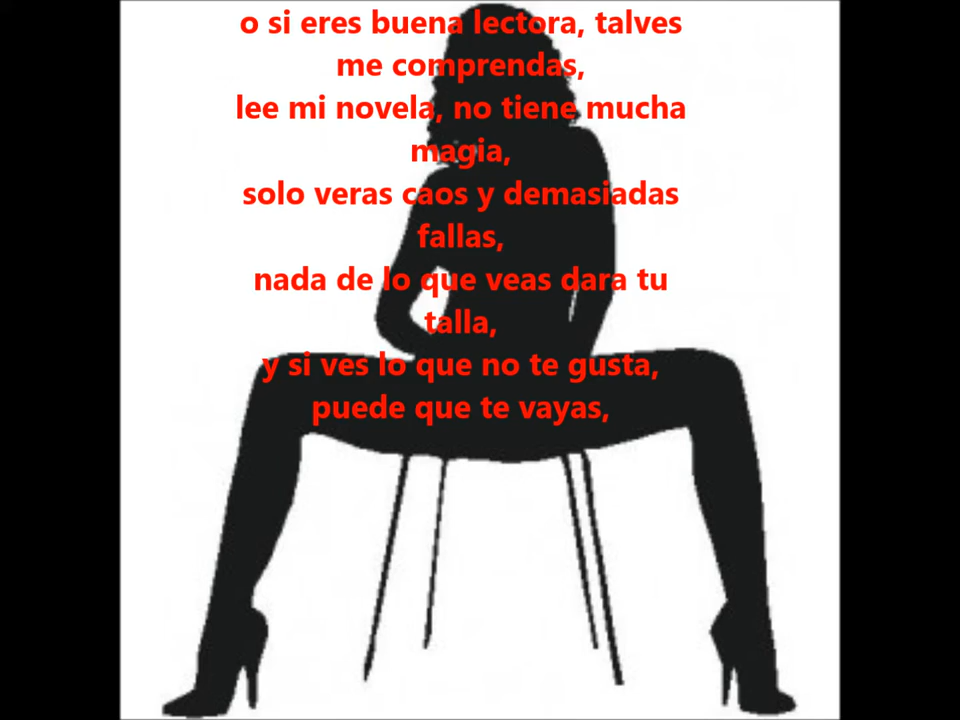 o si eres buena lectora, talves
me comprendas,
lee mi novela, no tiene mucha
magia,
solo veras caos y demasiadas
fallas,
nada de lo que veas dara tu
talla,
y si ves lo que no te gusta,
puede que te vayas,